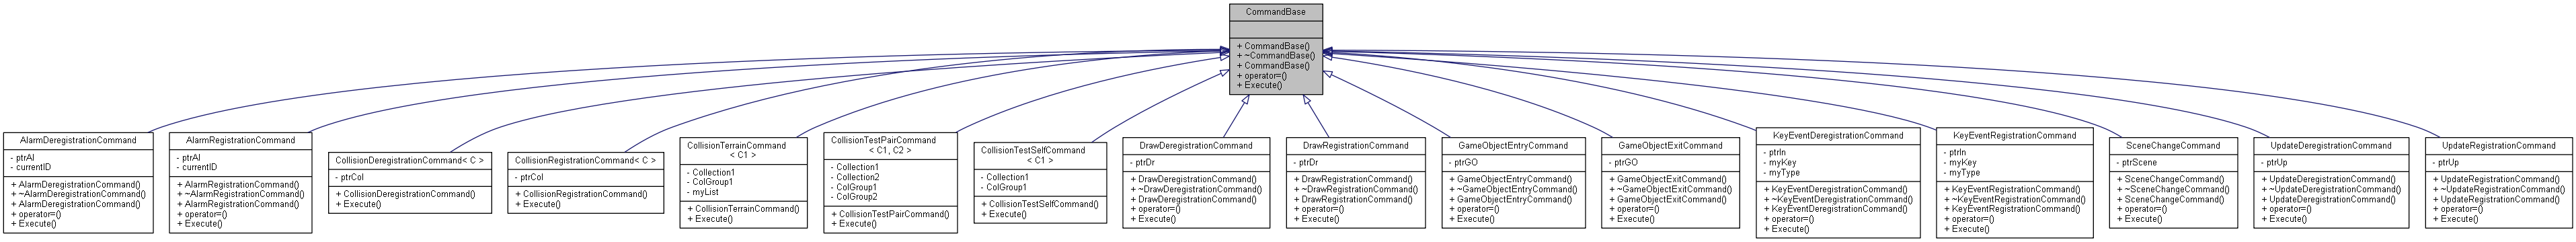 CommandBase
+ CommandBase()
+ ~CommandBase()
+ CommandBase()
+ operator=()
+ Execute()
AlarmDeregistrationCommand
- ptrAl
- currentID
+ AlarmDeregistrationCommand()
+ ~AlarmDeregistrationCommand()
+ AlarmDeregistrationCommand()
+ operator=()
+ Execute()
AlarmRegistrationCommand
- ptrAl
- currentID
+ AlarmRegistrationCommand()
+ ~AlarmRegistrationCommand()
+ AlarmRegistrationCommand()
+ operator=()
+ Execute()
CollisionDeregistrationCommand< C >
- ptrCol
+ CollisionDeregistrationCommand()
+ Execute()
CollisionRegistrationCommand< C >
- ptrCol
+ CollisionRegistrationCommand()
+ Execute()
CollisionTerrainCommand
< C1 >
- Collection1
- ColGroup1
- myList
+ CollisionTerrainCommand()
+ Execute()
CollisionTestPairCommand
< C1, C2 >
- Collection1
- Collection2
- ColGroup1
- ColGroup2
+ CollisionTestPairCommand()
+ Execute()
CollisionTestSelfCommand
< C1 >
- Collection1
- ColGroup1
+ CollisionTestSelfCommand()
+ Execute()
DrawDeregistrationCommand
- ptrDr
+ DrawDeregistrationCommand()
+ ~DrawDeregistrationCommand()
+ DrawDeregistrationCommand()
+ operator=()
+ Execute()
DrawRegistrationCommand
- ptrDr
+ DrawRegistrationCommand()
+ ~DrawRegistrationCommand()
+ DrawRegistrationCommand()
+ operator=()
+ Execute()
GameObjectEntryCommand
- ptrGO
+ GameObjectEntryCommand()
+ ~GameObjectEntryCommand()
+ GameObjectEntryCommand()
+ operator=()
+ Execute()
GameObjectExitCommand
- ptrGO
+ GameObjectExitCommand()
+ ~GameObjectExitCommand()
+ GameObjectExitCommand()
+ operator=()
+ Execute()
KeyEventDeregistrationCommand
- ptrIn
- myKey
- myType
+ KeyEventDeregistrationCommand()
+ ~KeyEventDeregistrationCommand()
+ KeyEventDeregistrationCommand()
+ operator=()
+ Execute()
KeyEventRegistrationCommand
- ptrIn
- myKey
- myType
+ KeyEventRegistrationCommand()
+ ~KeyEventRegistrationCommand()
+ KeyEventRegistrationCommand()
+ operator=()
+ Execute()
SceneChangeCommand
- ptrScene
+ SceneChangeCommand()
+ ~SceneChangeCommand()
+ SceneChangeCommand()
+ operator=()
+ Execute()
UpdateDeregistrationCommand
- ptrUp
+ UpdateDeregistrationCommand()
+ ~UpdateDeregistrationCommand()
+ UpdateDeregistrationCommand()
+ operator=()
+ Execute()
UpdateRegistrationCommand
- ptrUp
+ UpdateRegistrationCommand()
+ ~UpdateRegistrationCommand()
+ UpdateRegistrationCommand()
+ operator=()
+ Execute()